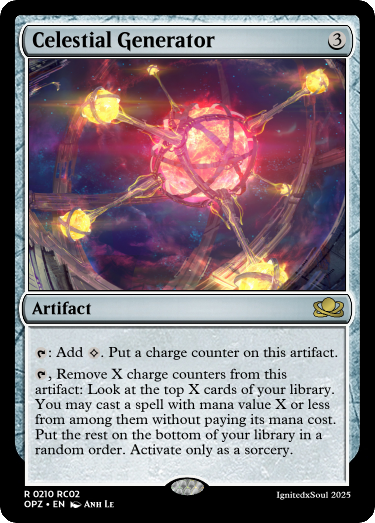 Celestial Generator 3
Artifact
: Add . Put a charge counter on this artifact.
, Remove X charge counters from this
artifact: Look at the top X cards of your library.
You may cast a spell with mana value X or less
from among them without paying its mana cost.
Put the rest on the bottom of your library in a
random order. Activate only as a sorcery.
R 0210 RC02
OPZ • EN Anh Le
IgnitedxSoul 2025